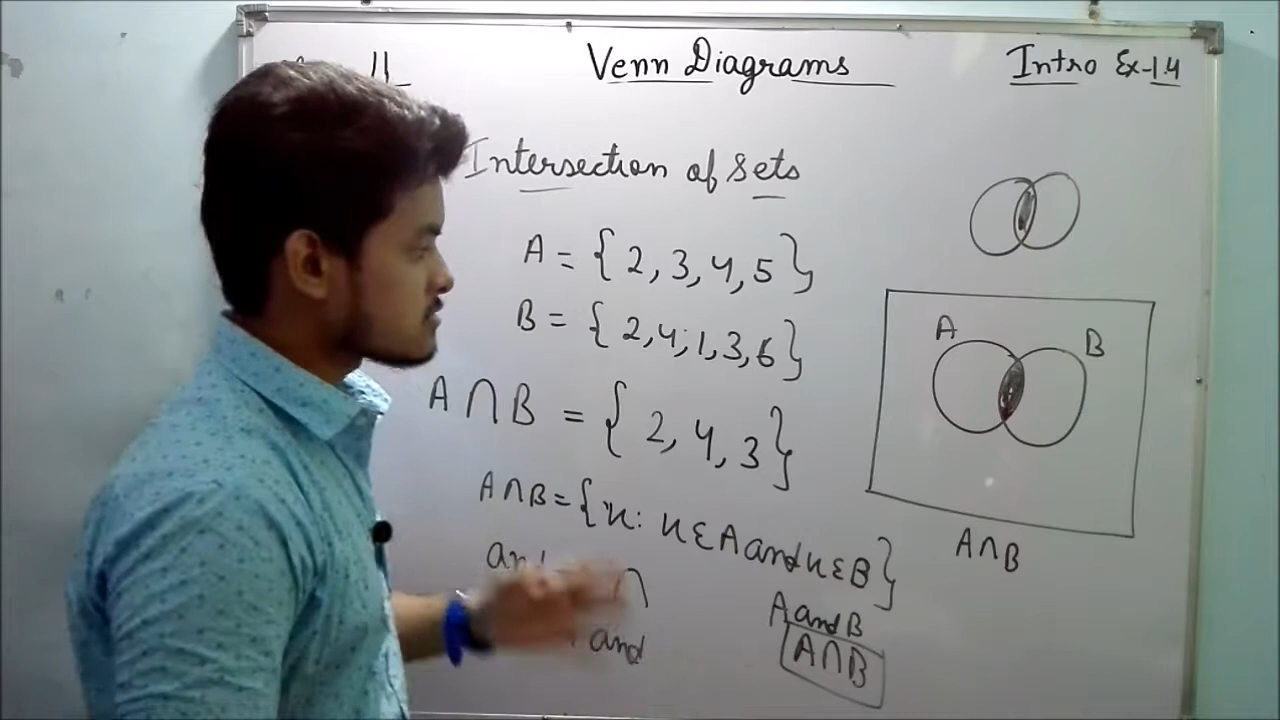 11
Venn Diagrams
Intro Ex-1.4
Intersection of Sets
A = { 2, 3, 4, 5 }
B = { 2, 4, 1, 3, 6 }
A ∩ B = { 2, 4, 3 }
A ∩ B = { x : x ε A and x ε B }
∩
and
A and B
A ∩ B
A
B
A ∩ B